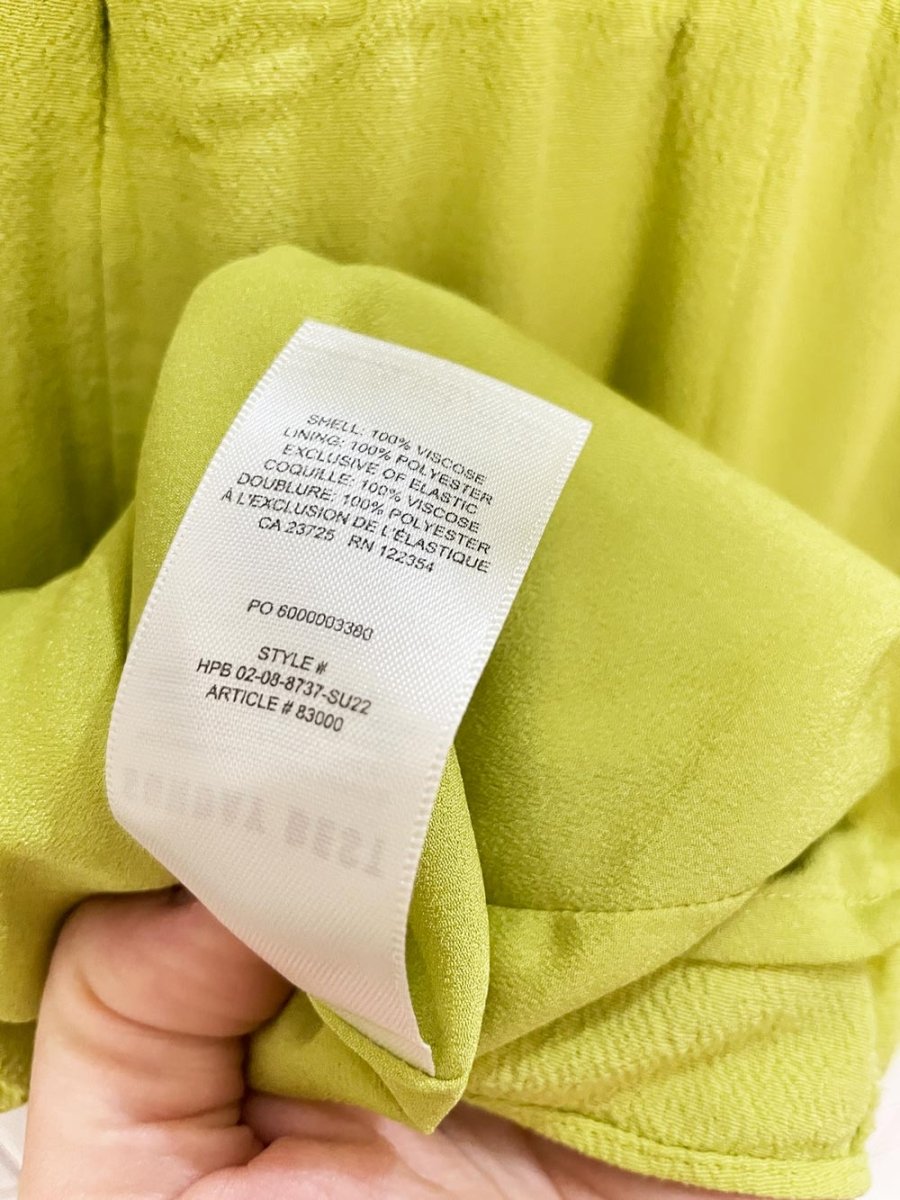 SMELL: 100% VISCOSE
LINING: 100% POLYESTER
EXCLUSIVE OF ELASTIC
COQUILLE: 100% VISCOSE
DOUBLURE: 100% POLYESTER
À L'EXCLUSION DE L'ÉLASTIQUE
CA 23725 RN 122354
PO 6000003380
STYLE #
HPB 02-08-8737-SU22
ARTICLE # 83000